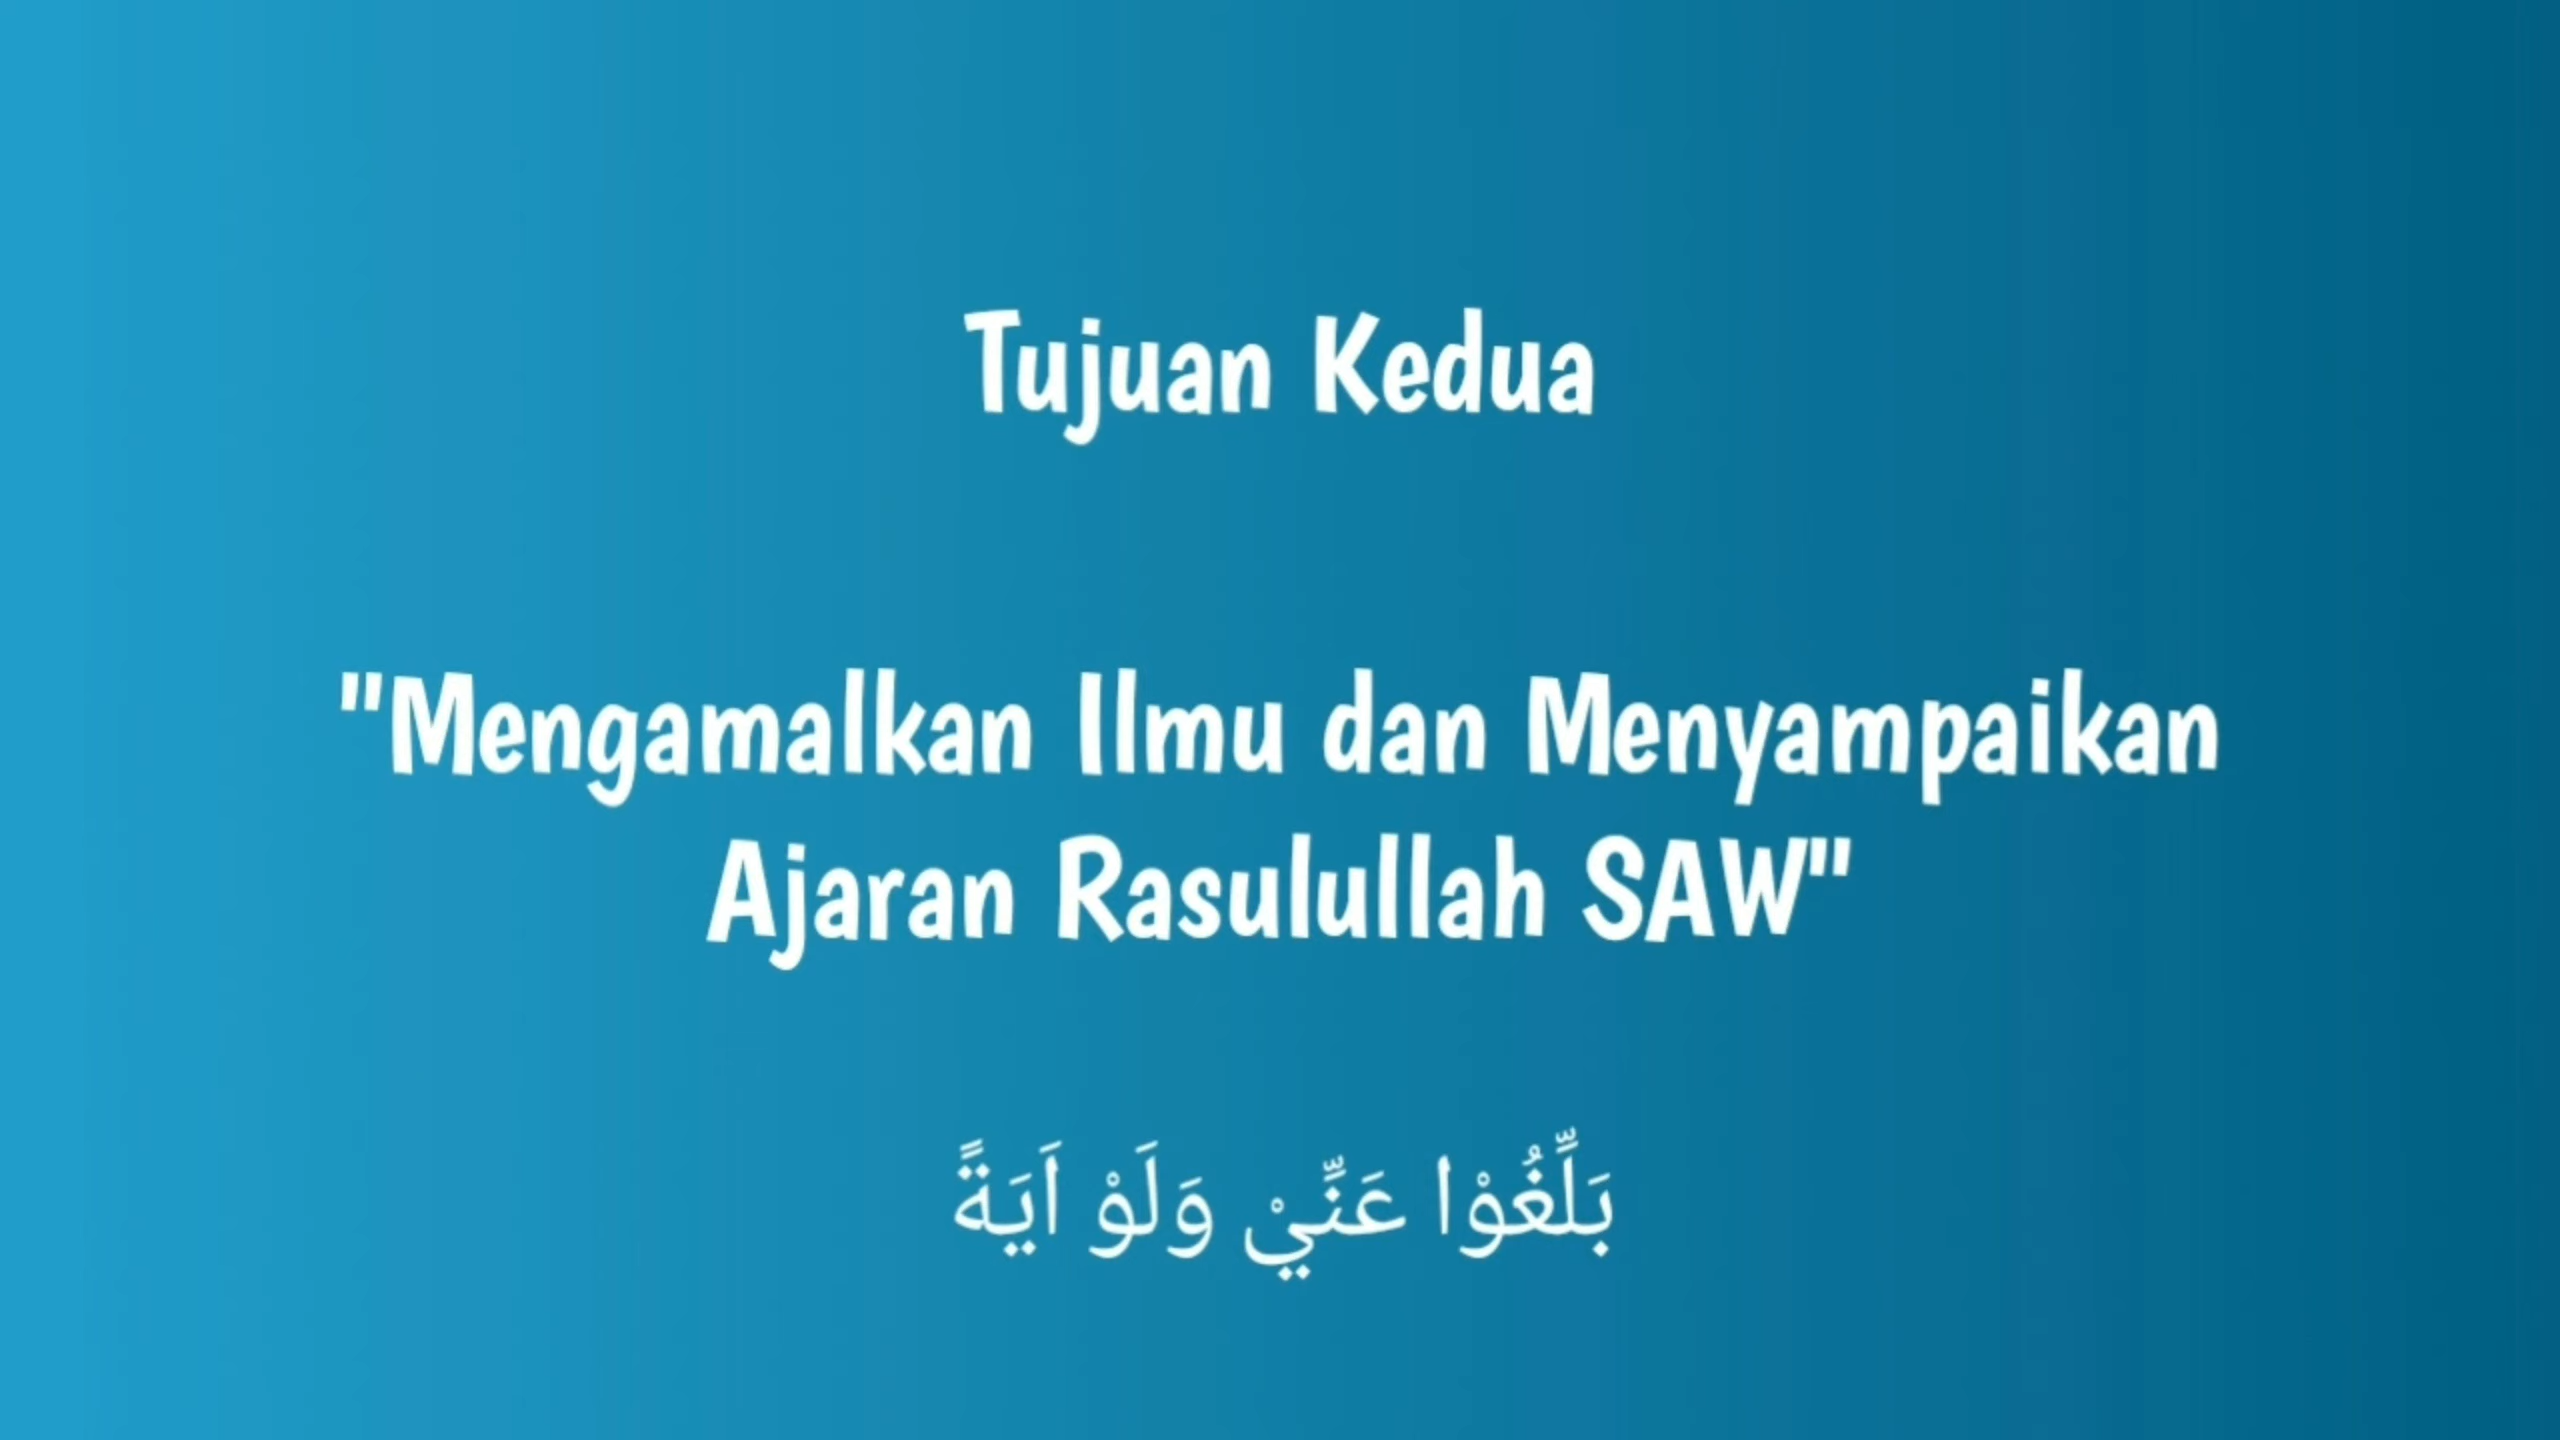 Tujuan Kedua
"Mengamalkan Ilmu dan Menyampaikan
Ajaran Rasulullah SAW"
بَلِّغُوْا عَنِّيْ وَلَوْ اَيَةً